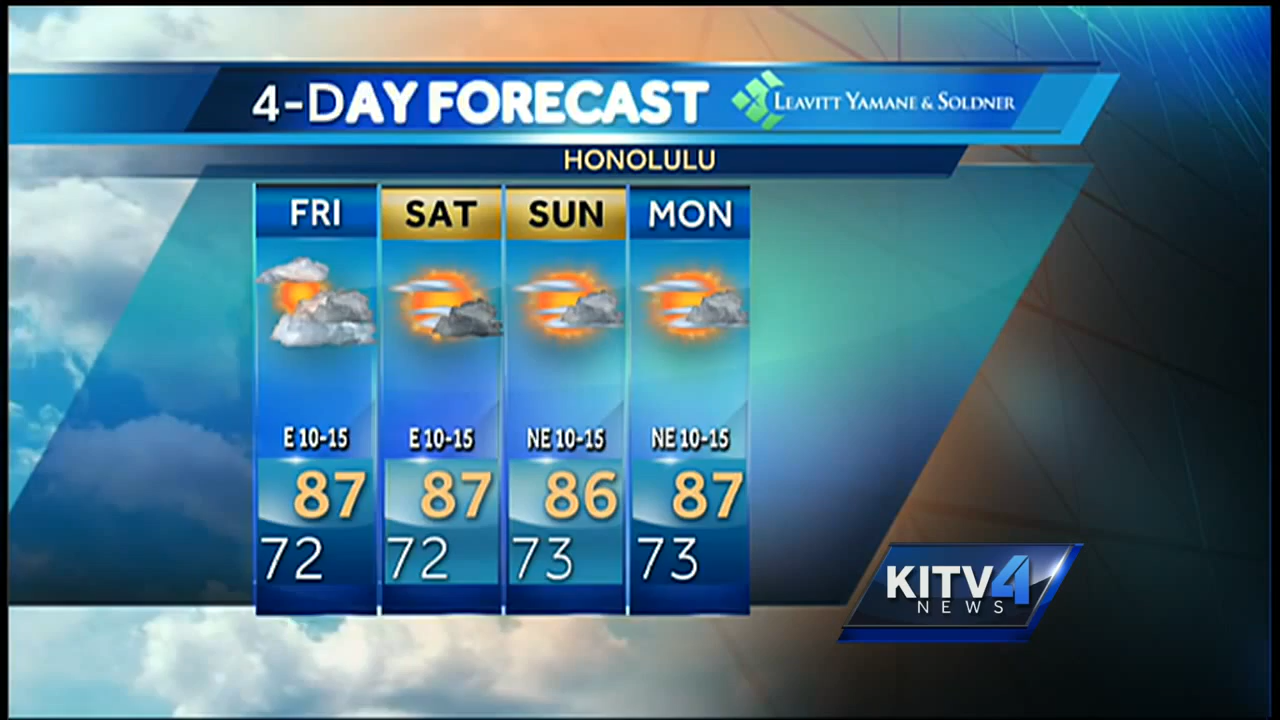 4-DAY FORECAST
LEAVITT YAMANE & SOLDNER
HONOLULU
FRI SAT SUN MON
E 10-15 E 10-15 NE 10-15 NE 10-15
87 87 86 87
72 72 73 73
KITV4
NEWS